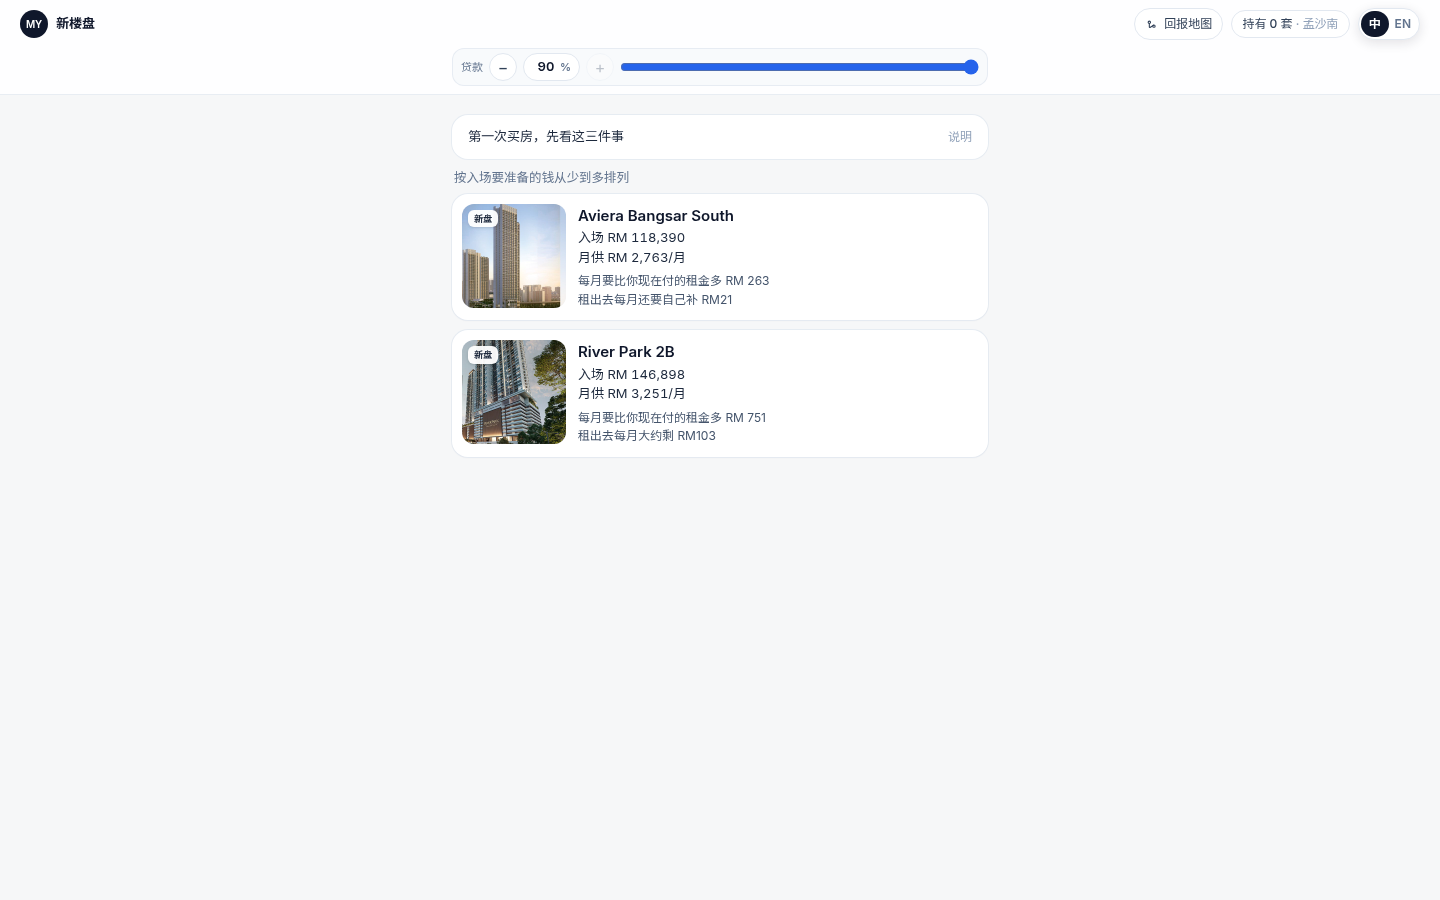 MY 新楼盘
回报地图
持有 0 套 · 孟沙南
中 EN
贷款 − 90 % +
第一次买房，先看这三件事 说明
按入场要准备的钱从少到多排列
新盘
Aviera Bangsar South
入场 RM 118,390
月供 RM 2,763/月
每月要比你现在付的租金多 RM 263
租出去每月还要自己补 RM21
新盘
River Park 2B
入场 RM 146,898
月供 RM 3,251/月
每月要比你现在付的租金多 RM 751
租出去每月大约剩 RM103